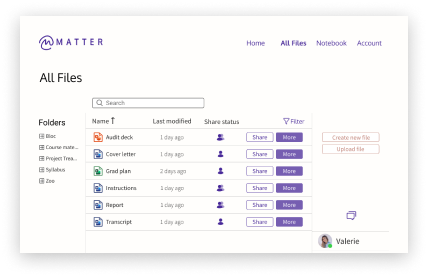 MATTER
Home
All Files
Notebook
Account
All Files
Search
Folders
Name
Last modified
Share status
Filter
Bloc
Course mate...
Project Trea...
Syllabus
Zoo
Audit deck
1 day ago
Share
More
Cover letter
1 day ago
Share
More
Grad plan
2 days ago
Share
More
Instructions
1 day ago
Share
More
Report
1 day ago
Share
More
Transcript
1 day ago
Share
More
Create new file
Upload file
Valerie